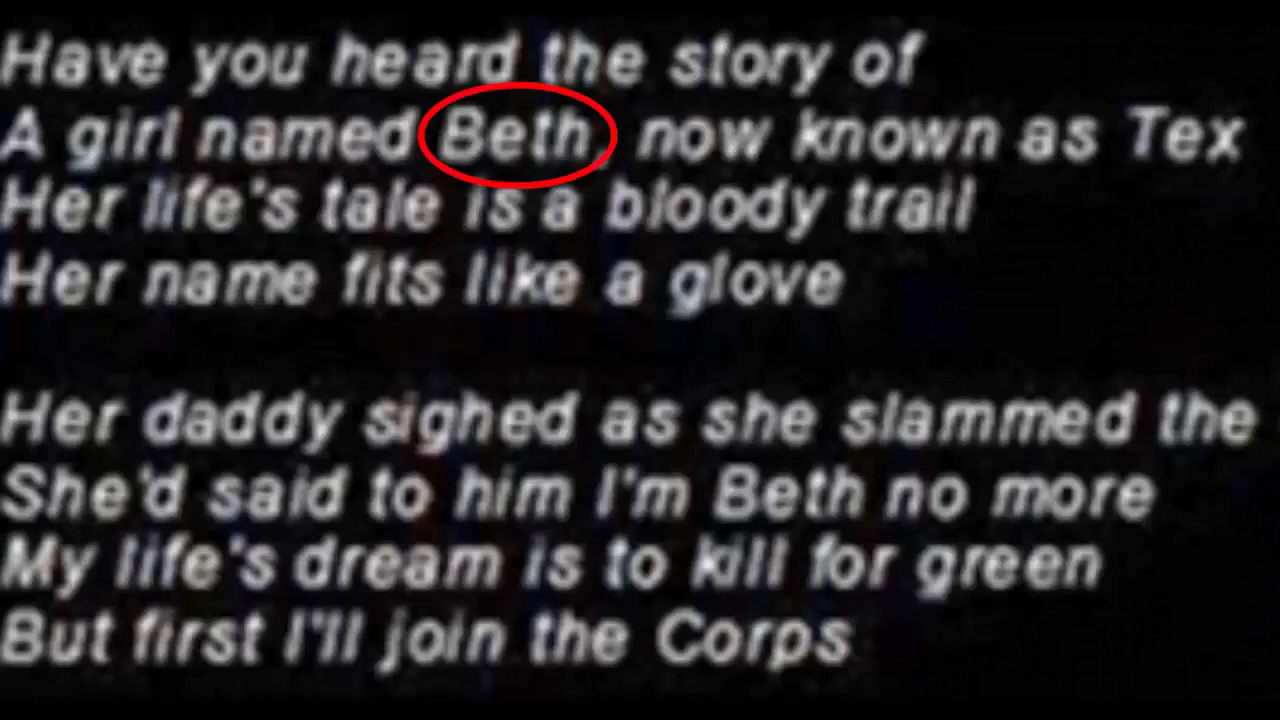 Have you heard the story of
A girl named Beth, now known as Tex
Her life's tale is a bloody trail
Her name fits like a glove
Her daddy sighed as she slammed the
She'd said to him I'm Beth no more
My life's dream is to kill for green
But first I'll join the Corps